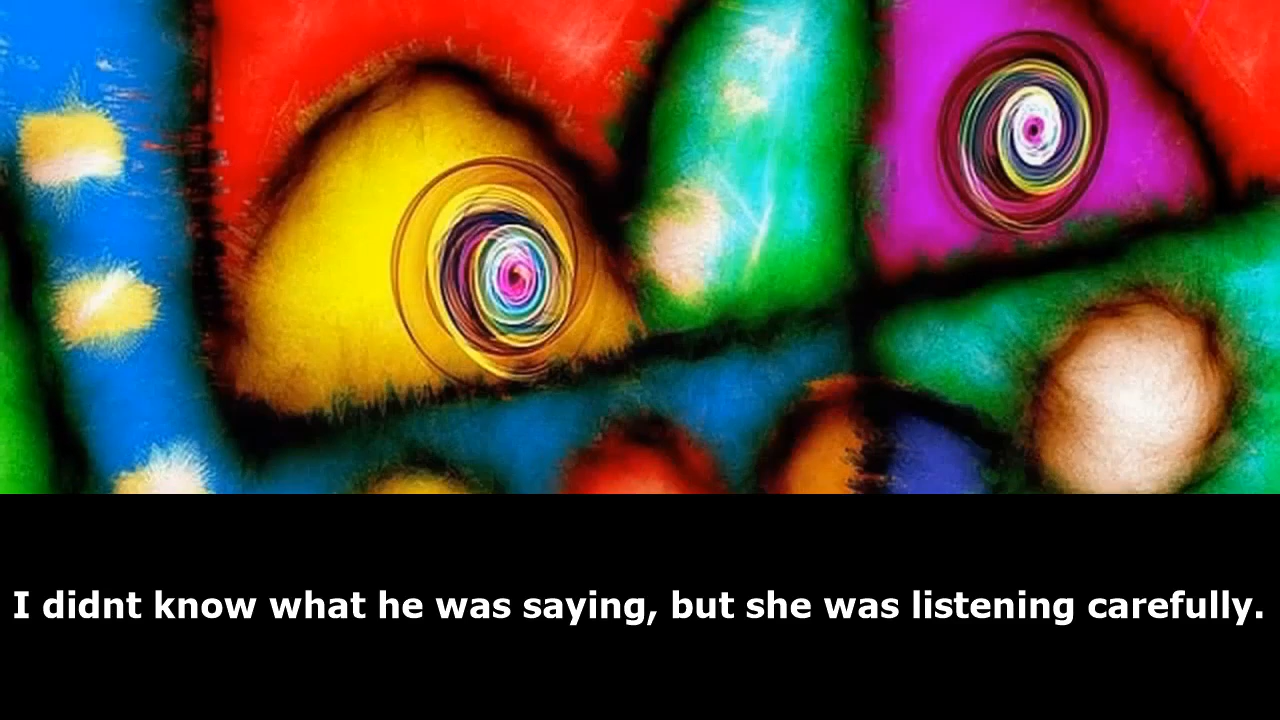 I didnt know what he was saying, but she was listening carefully.